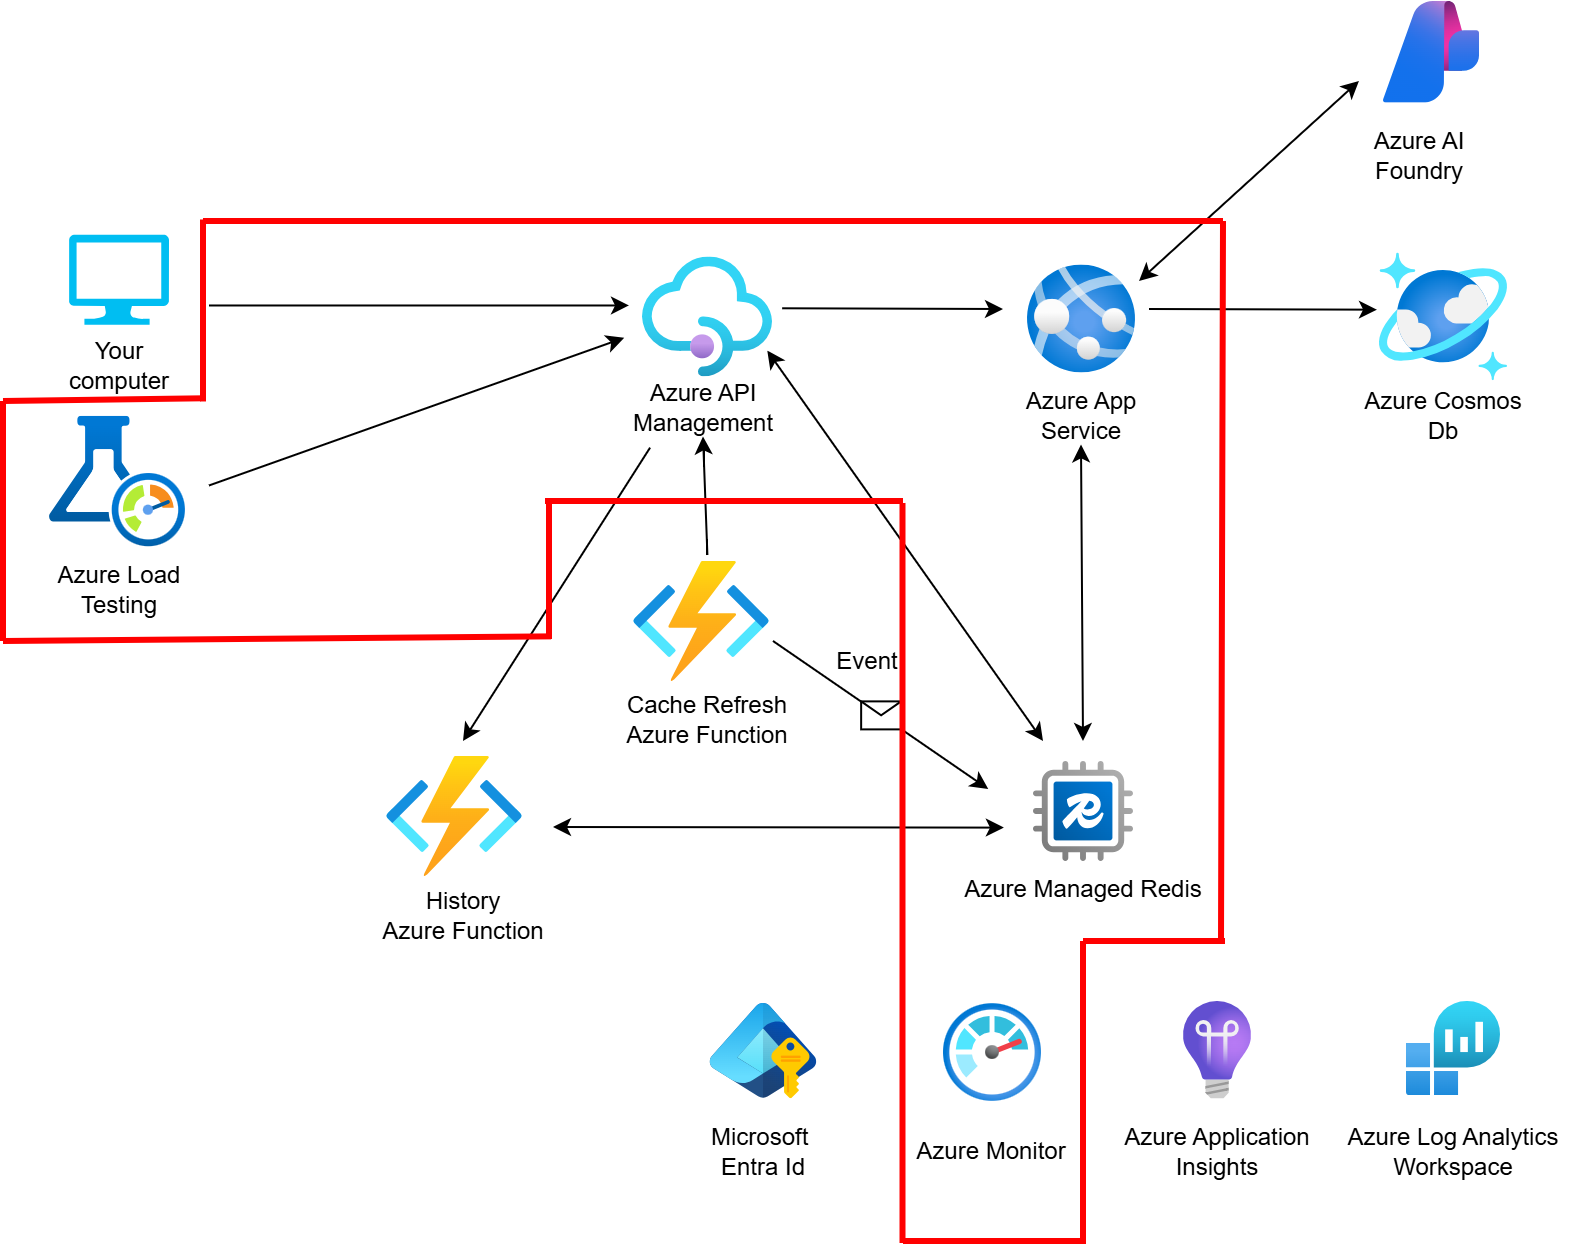 Azure AI
Foundry
Your
computer
Azure API
Management
Azure App
Service
Azure Cosmos
Db
Azure Load
Testing
Event
Cache Refresh
Azure Function
History
Azure Function
Azure Managed Redis
Microsoft
Entra Id
Azure Monitor
Azure Application
Insights
Azure Log Analytics
Workspace